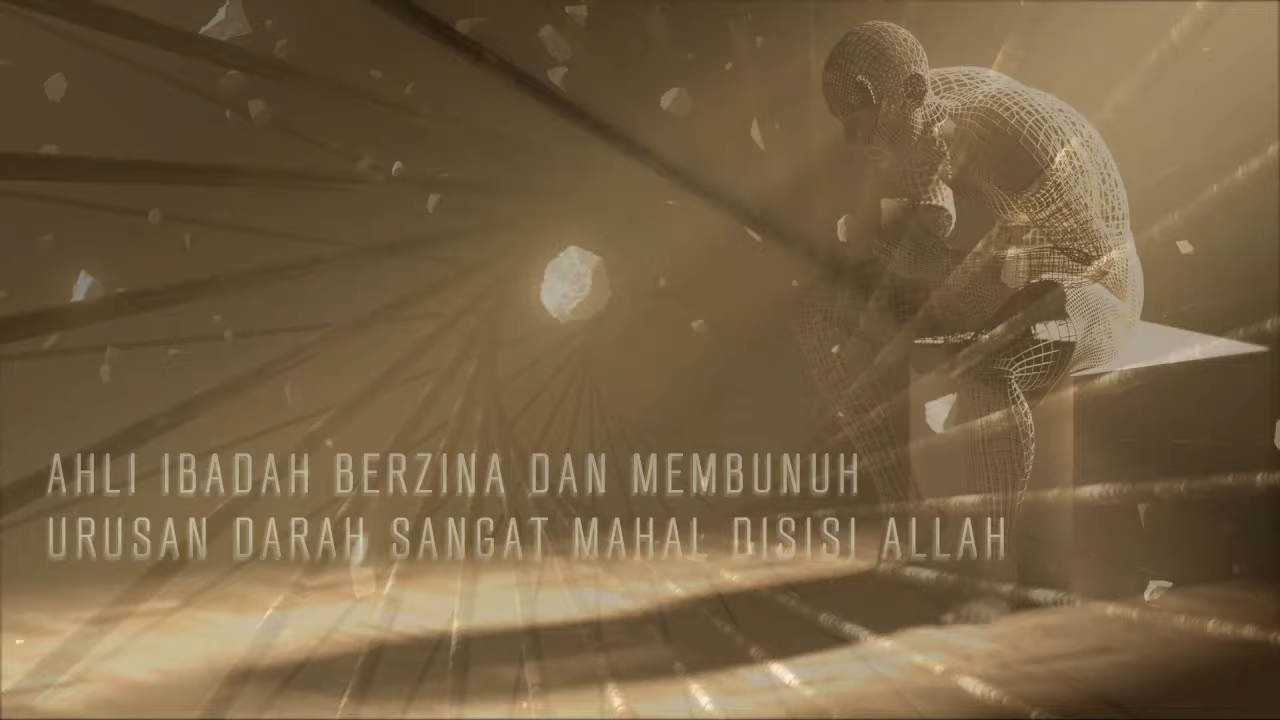 AHLI IBADAH BERZINA DAN MEMBUNUH
URUSAN DARAH SANGAT MAHAL DISISI ALLAH